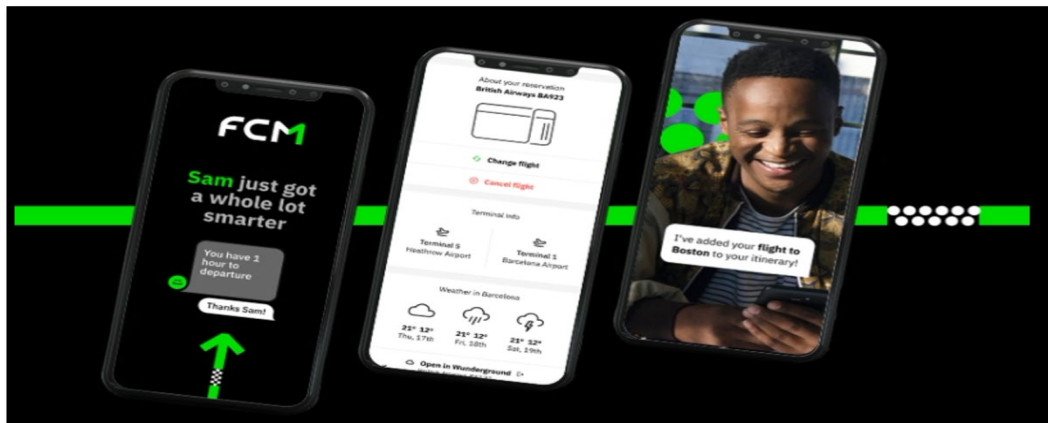 FCM
Sam just got
a whole lot
smarter
You have 1
hour to
departure
Thanks Sam!
About your reservation
British Airways BA923
Change flight
Cancel flight
Terminal info
Terminal 5
Heathrow Airport
Terminal 1
Barcelona Airport
Weather in Barcelona
21° 12°
Thu, 17th
21° 12°
Fri, 18th
21° 12°
Sat, 19th
Open in Wunderground
I've added your flight to
Boston to your itinerary!